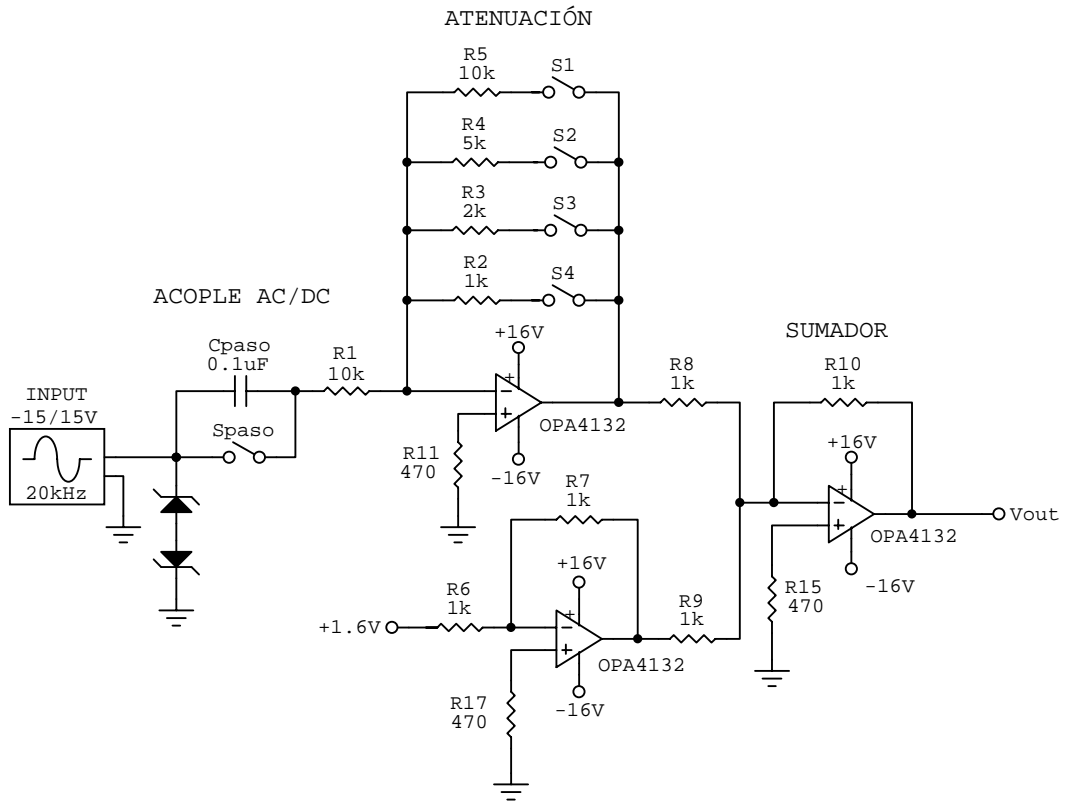 ATENUACIÓN
R5
10k
S1
R4
5k
S2
R3
2k
S3
R2
1k
S4
ACOPLE AC/DC
Cpaso
0.1uF
R1
10k
+16V
SUMADOR
R8
1k
R10
1k
INPUT
-15/15V
20kHz
Spaso
+
−
+
OPA4132
R11
470
-16V
+16V
+
−
+
OPA4132
Vout
R7
1k
-16V
R15
470
+16V
R6
1k
+1.6V
+
−
+
R9
1k
OPA4132
R17
470
-16V